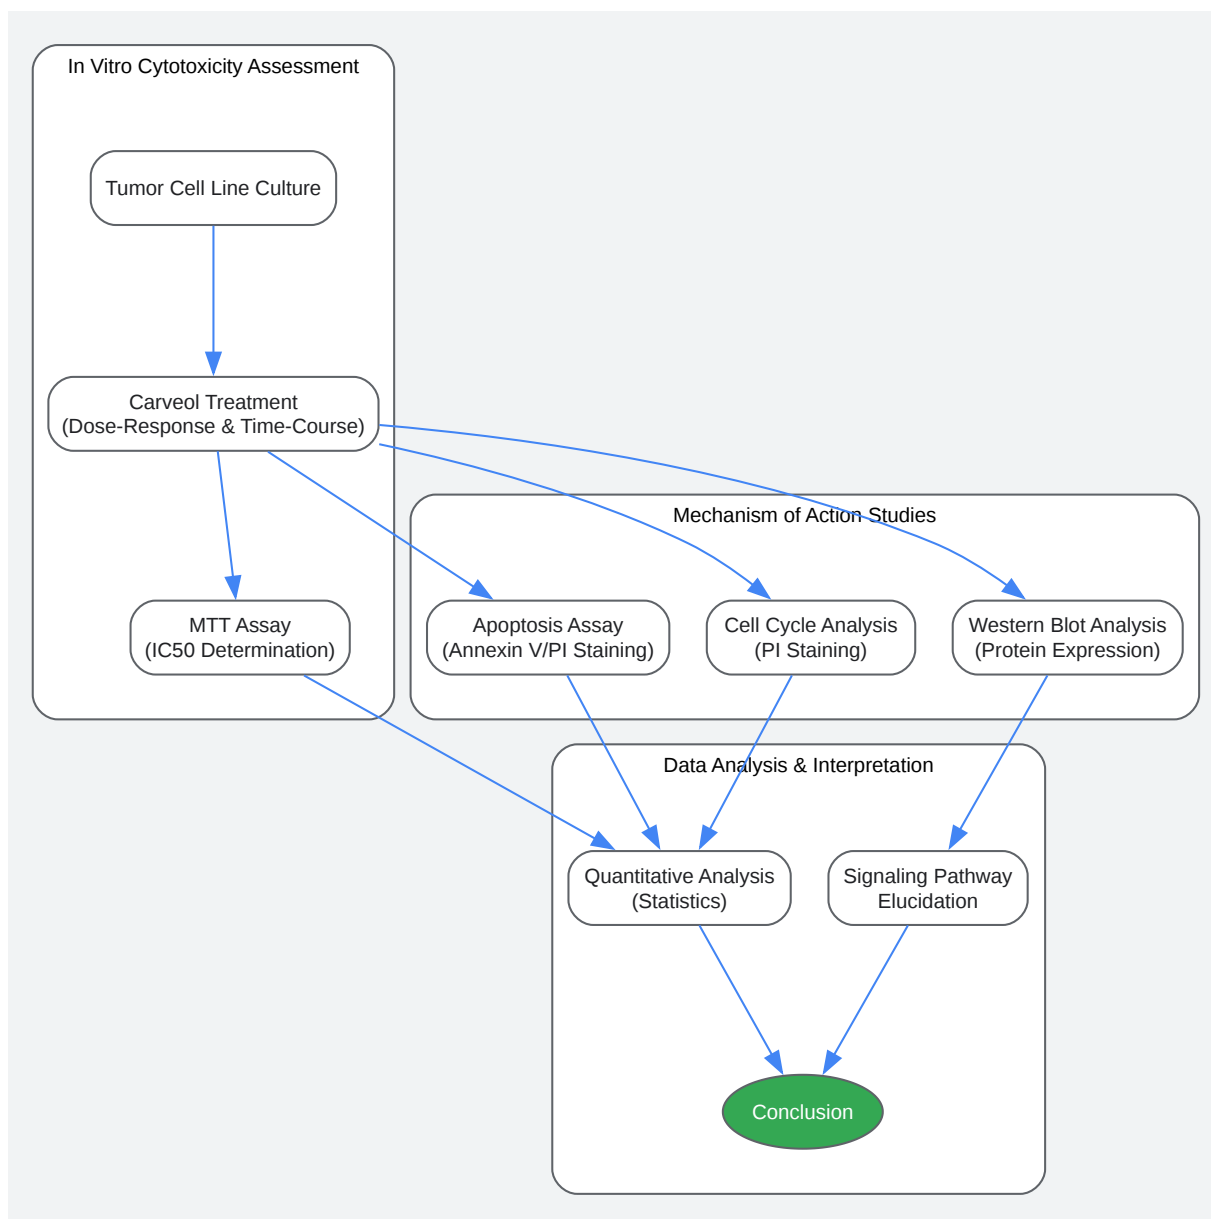 In Vitro Cytotoxicity Assessment
Tumor Cell Line Culture
Carveol Treatment
(Dose-Response & Time-Course)
MTT Assay
(IC50 Determination)
Mechanism of Action Studies
Apoptosis Assay
(Annexin V/PI Staining)
Cell Cycle Analysis
(PI Staining)
Western Blot Analysis
(Protein Expression)
Data Analysis & Interpretation
Quantitative Analysis
(Statistics)
Signaling Pathway
Elucidation
Conclusion